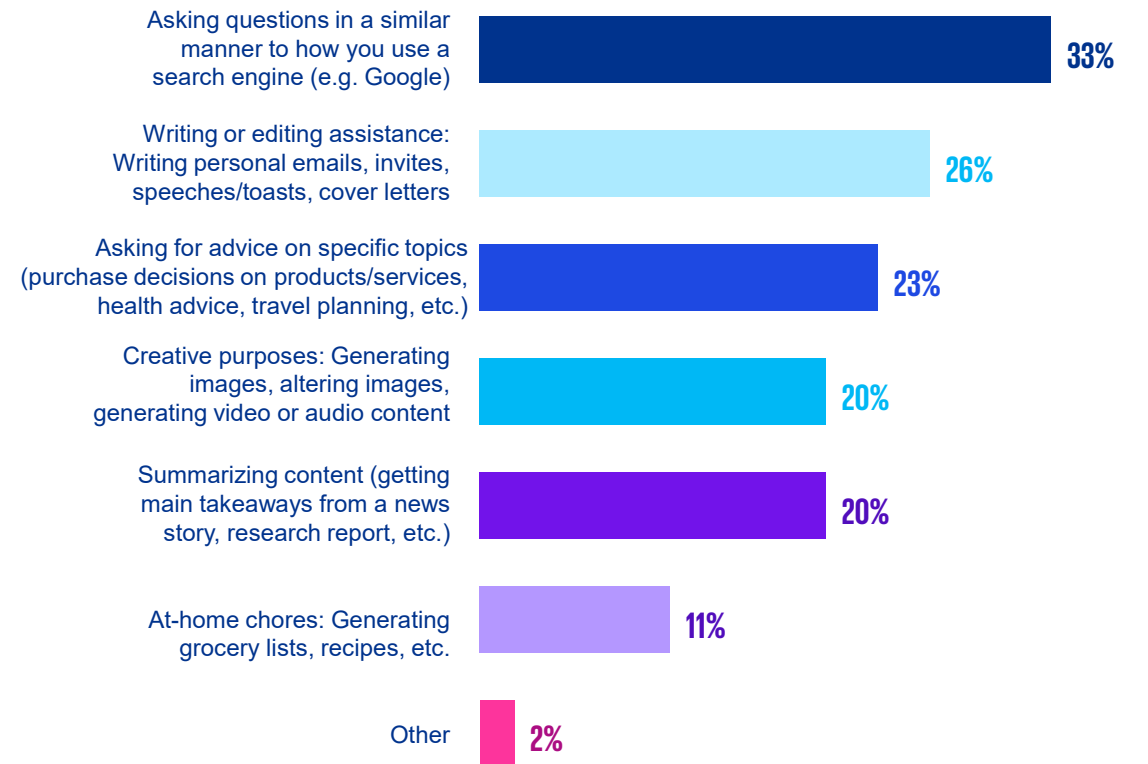 Asking questions in a similar
manner to how you use a
search engine (e.g. Google)
33%
Writing or editing assistance:
Writing personal emails, invites,
speeches/toasts, cover letters
26%
Asking for advice on specific topics
(purchase decisions on products/services,
health advice, travel planning, etc.)
23%
Creative purposes: Generating
images, altering images,
generating video or audio content
20%
Summarizing content (getting
main takeaways from a news
story, research report, etc.)
20%
At-home chores: Generating
grocery lists, recipes, etc.
11%
Other
2%